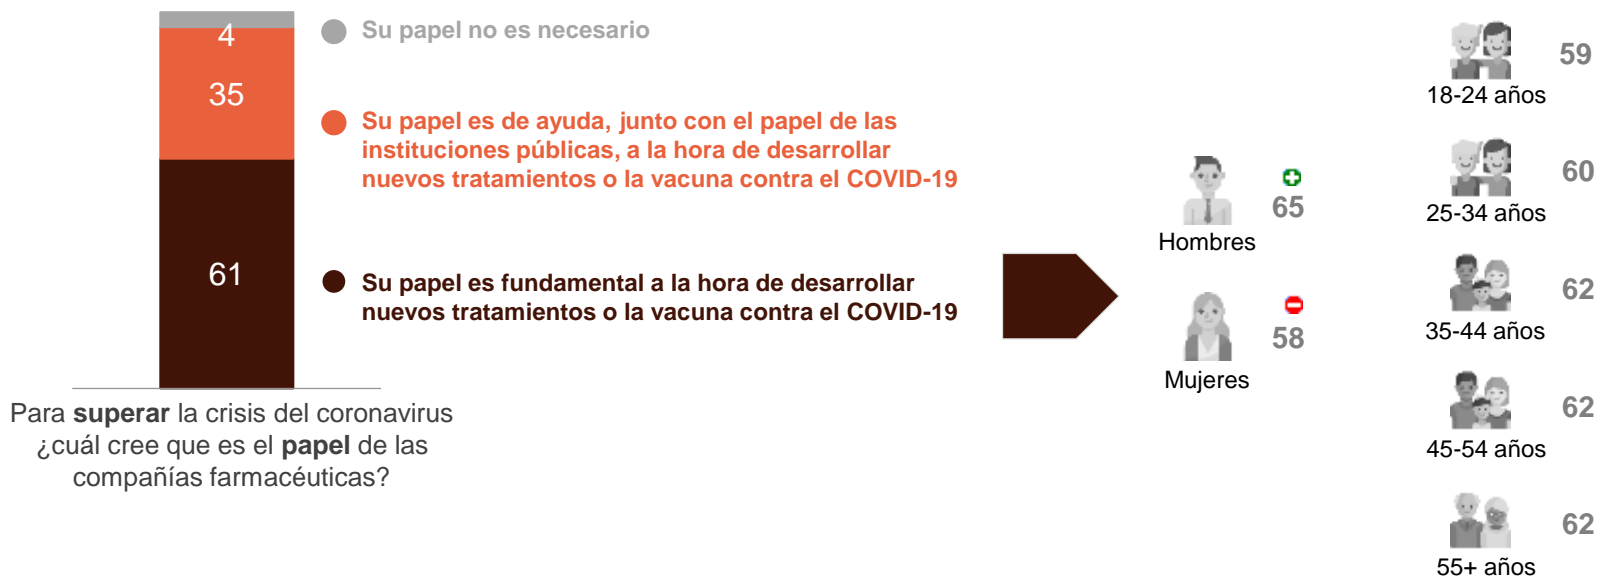 4
35
61
Su papel no es necesario
Su papel es de ayuda, junto con el papel de las
instituciones públicas, a la hora de desarrollar
nuevos tratamientos o la vacuna contra el COVID-19
Su papel es fundamental a la hora de desarrollar
nuevos tratamientos o la vacuna contra el COVID-19
Para superar la crisis del coronavirus
¿cuál cree que es el papel de las
compañías farmacéuticas?
65
Hombres
58
Mujeres
59
18-24 años
60
25-34 años
62
35-44 años
62
45-54 años
62
55+ años